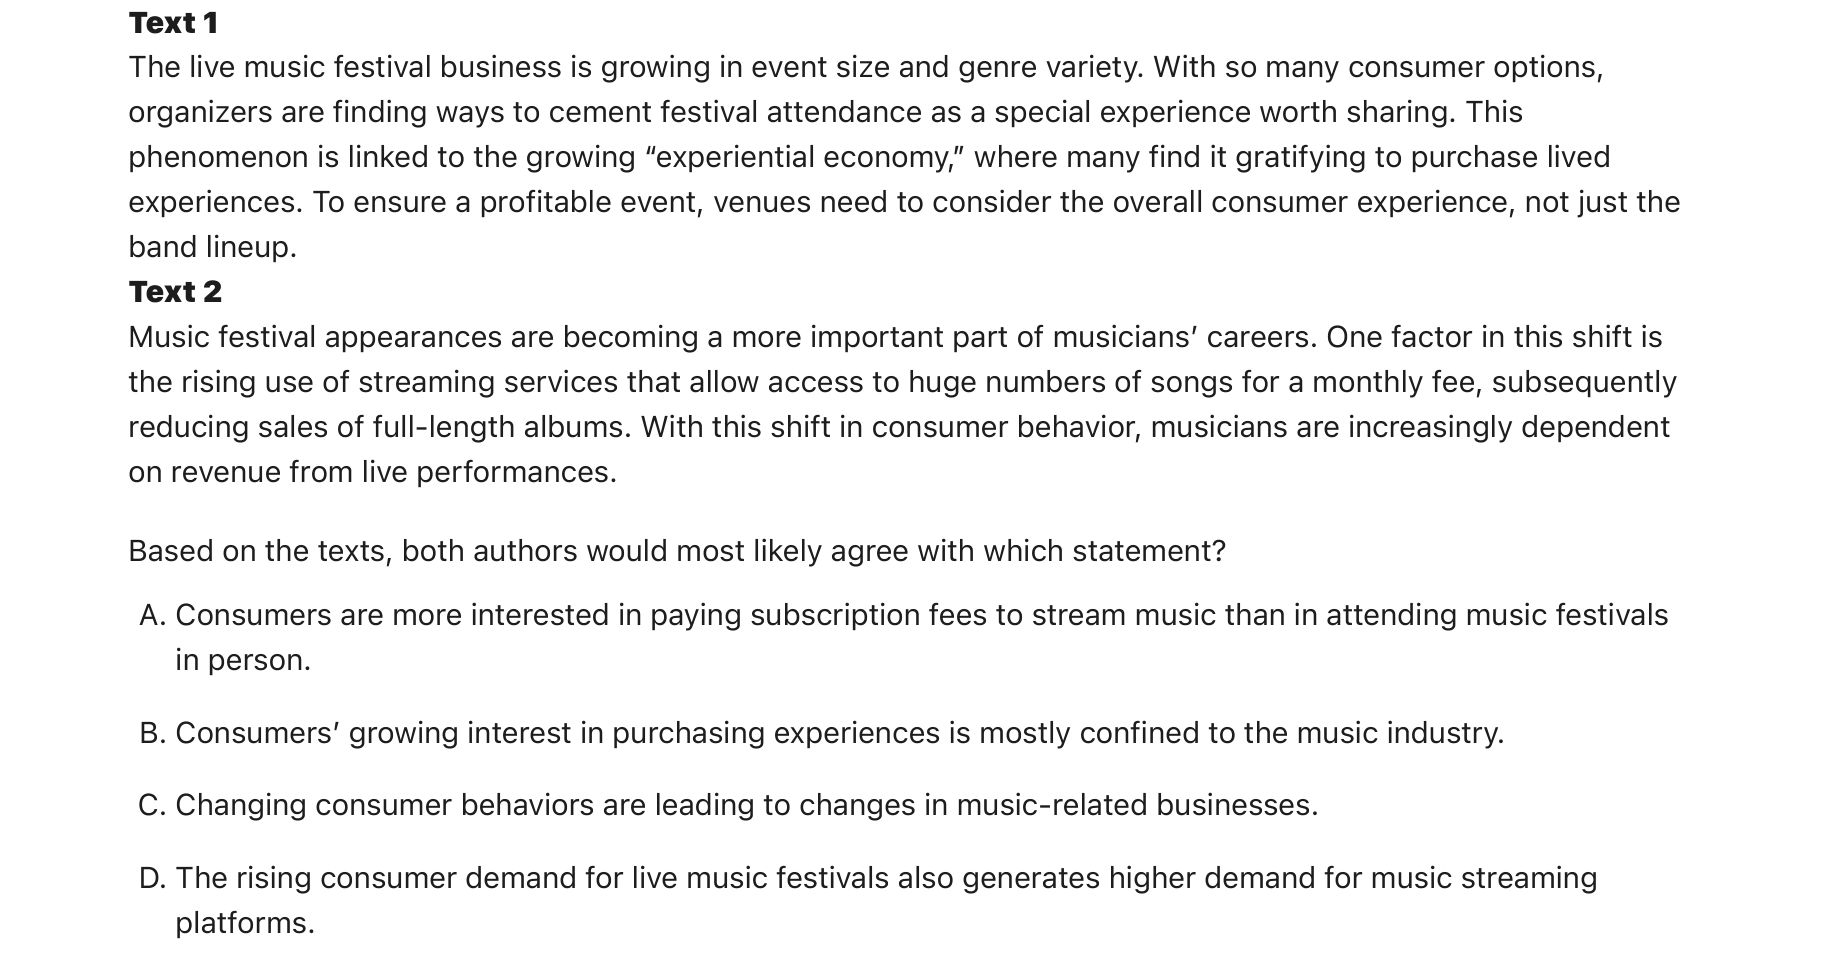 Text 1
The live music festival business is growing in event size and genre variety. With so many consumer options,
organizers are finding ways to cement festival attendance as a special experience worth sharing. This
phenomenon is linked to the growing “experiential economy,” where many find it gratifying to purchase lived
experiences. To ensure a profitable event, venues need to consider the overall consumer experience, not just the
band lineup.
Text 2
Music festival appearances are becoming a more important part of musicians’ careers. One factor in this shift is
the rising use of streaming services that allow access to huge numbers of songs for a monthly fee, subsequently
reducing sales of full-length albums. With this shift in consumer behavior, musicians are increasingly dependent
on revenue from live performances.
Based on the texts, both authors would most likely agree with which statement?
A. Consumers are more interested in paying subscription fees to stream music than in attending music festivals
in person.
B. Consumers’ growing interest in purchasing experiences is mostly confined to the music industry.
C. Changing consumer behaviors are leading to changes in music-related businesses.
D. The rising consumer demand for live music festivals also generates higher demand for music streaming
platforms.